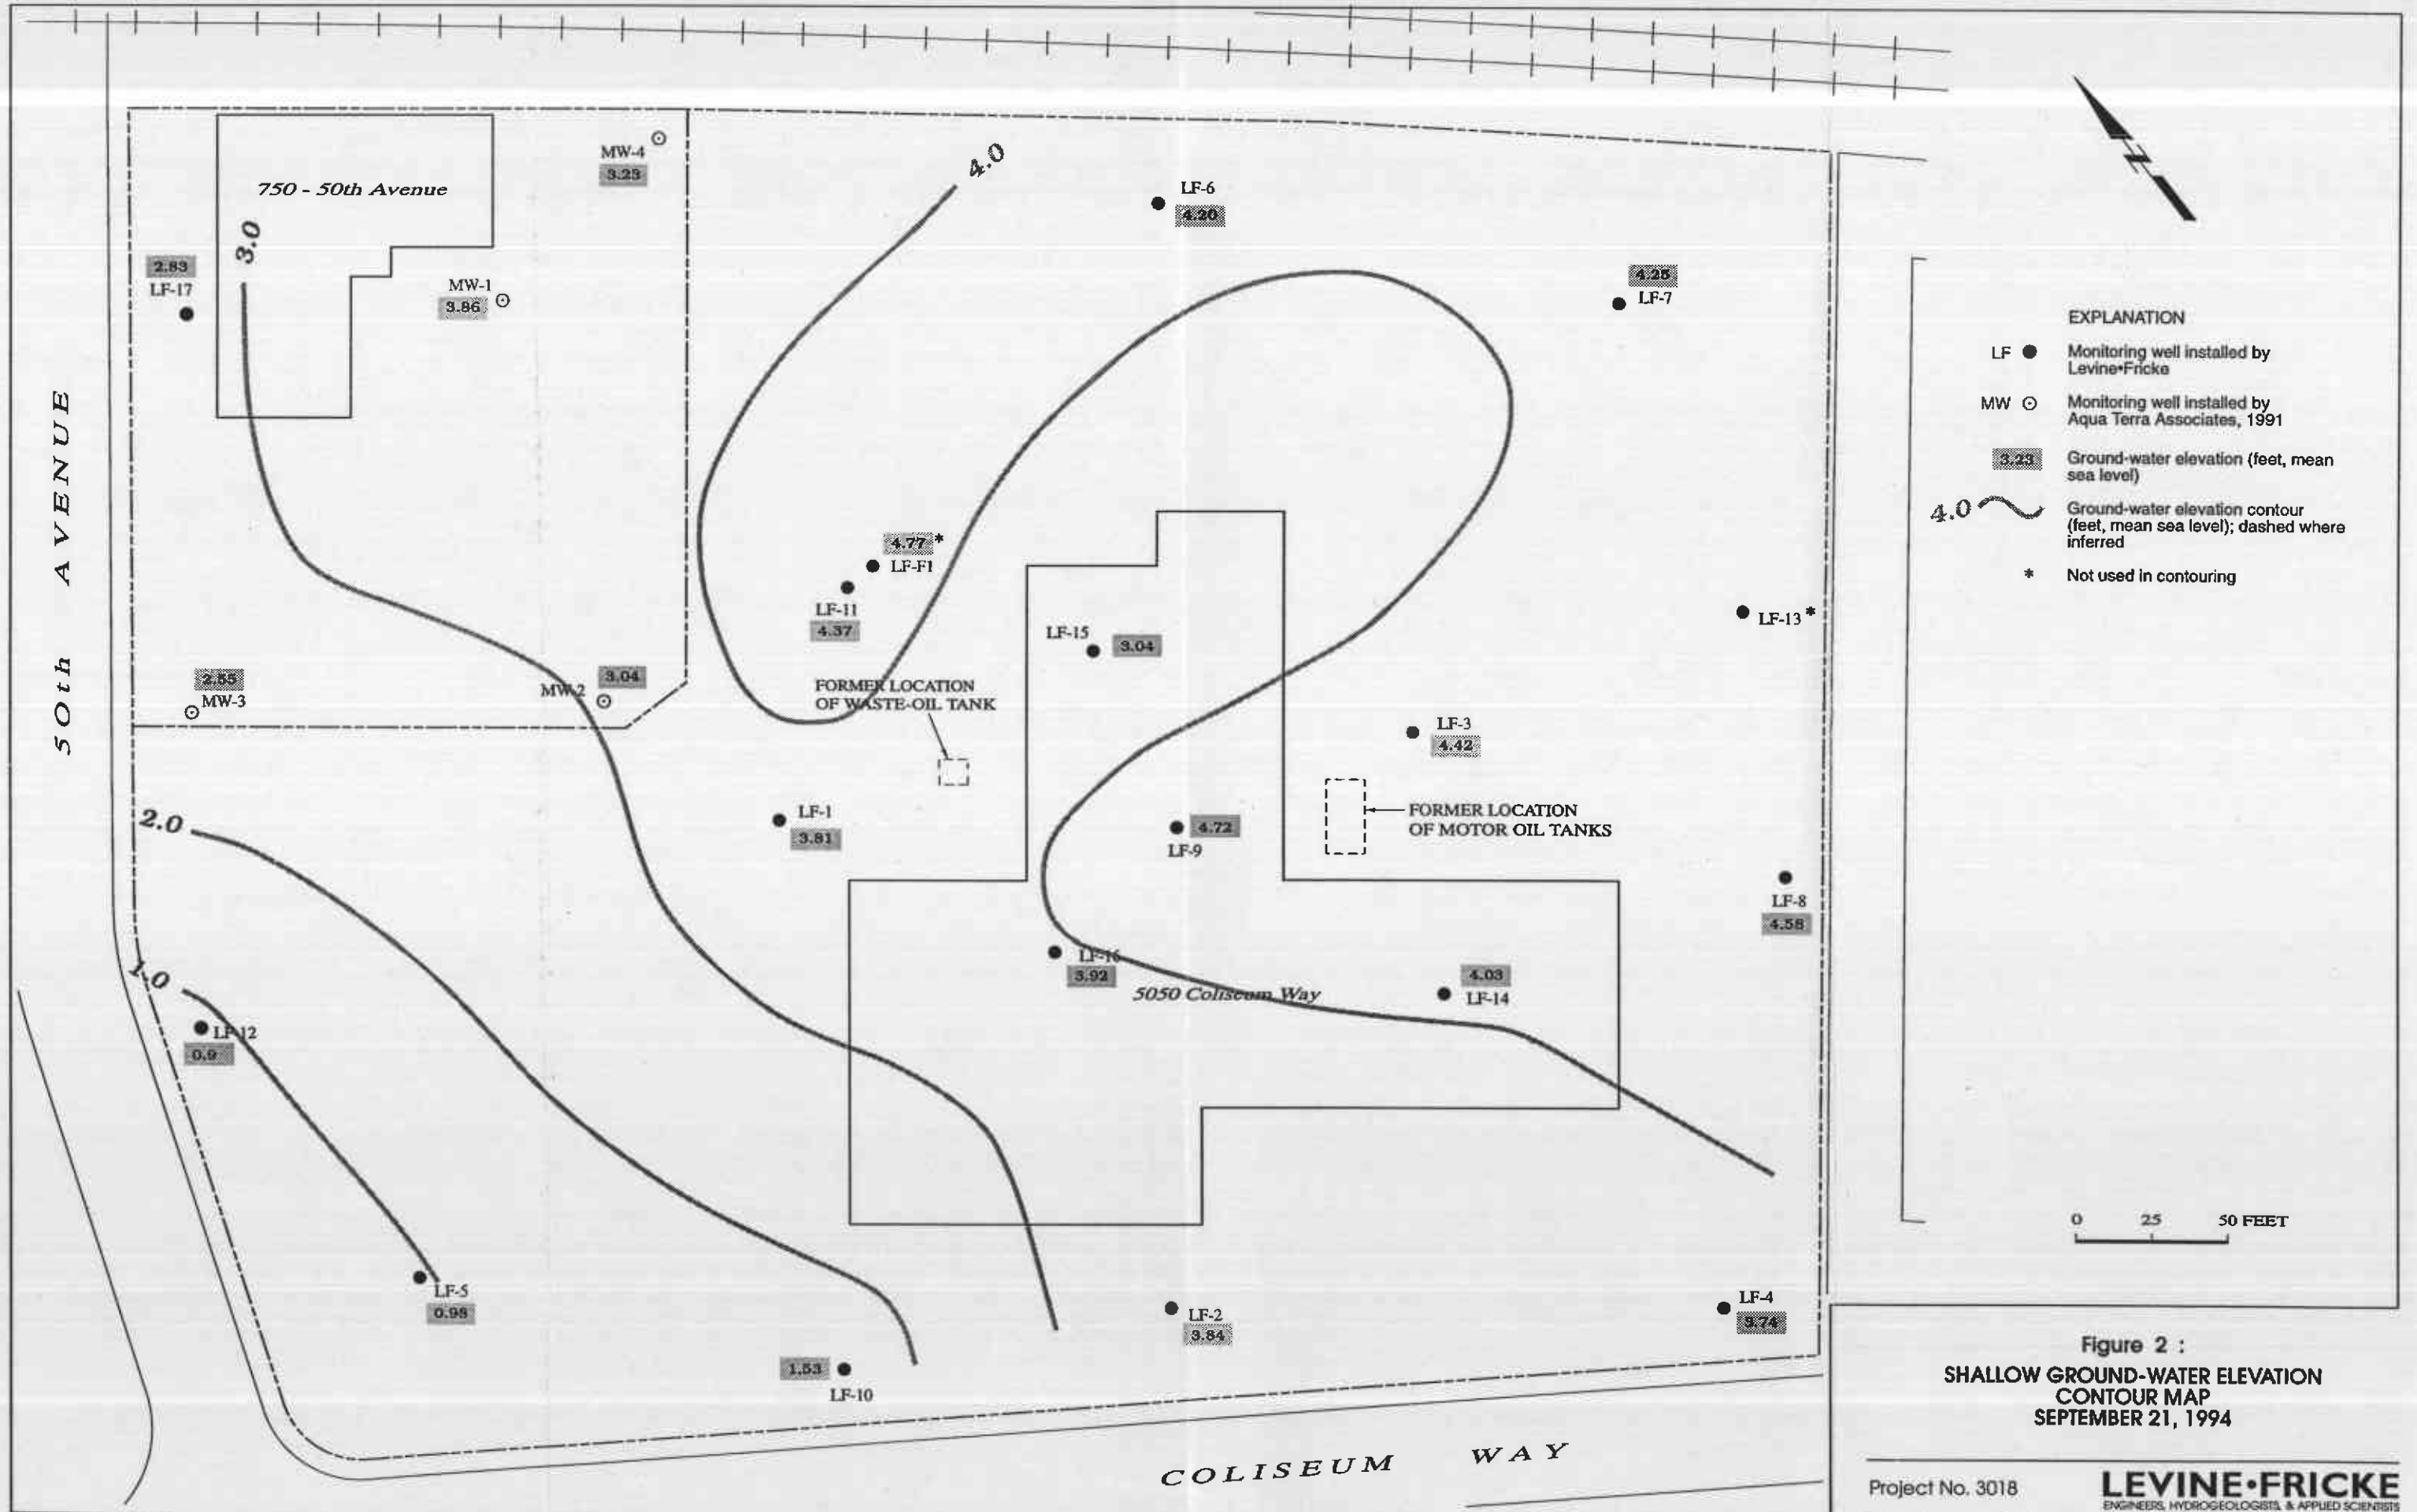 MW-4
3.23
750 - 50th Avenue
4.0
LF-6
4.20
3.0
2.83
LF-17
MW-1
3.86
4.25
LF-7
EXPLANATION
LF ● Monitoring well installed by
Levine•Fricke
MW ⊙ Monitoring well installed by
Aqua Terra Associates, 1991
3.23 Ground-water elevation (feet, mean
sea level)
4.0 Ground-water elevation contour
(feet, mean sea level); dashed where
inferred
* Not used in contouring
50th AVENUE
4.77 *
LF-F1
LF-11
4.37
LF-15 3.04
LF-13 *
2.55
MW-3
MW-2
3.04
FORMER LOCATION
OF WASTE-OIL TANK
LF-3
4.42
2.0
LF-1
3.81
4.72
LF-9
FORMER LOCATION
OF MOTOR OIL TANKS
LF-8
4.58
1.0
LF-16
3.92
5050 Coliseum Way
4.03
LF-14
LF-12
0.9
0 25 50 FEET
LF-5
0.98
LF-2
3.84
LF-4
3.74
1.53
LF-10
COLISEUM WAY
Figure 2 :
SHALLOW GROUND-WATER ELEVATION
CONTOUR MAP
SEPTEMBER 21, 1994
Project No. 3018
LEVINE•FRICKE
ENGINEERS, HYDROGEOLOGISTS, & APPLIED SCIENTISTS